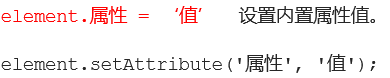 element.属性 = ‘值’ 设置内置属性值。
element.setAttribute('属性', '值');